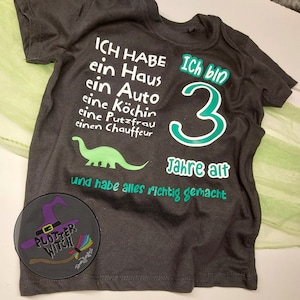 ICH HABE
ein Haus
ein Auto
eine Köchin
eine Putzfrau
einen Chauffeur
Ich bin
3
Jahre alt
und habe alles richtig gemacht
PLOTTER
WITCH